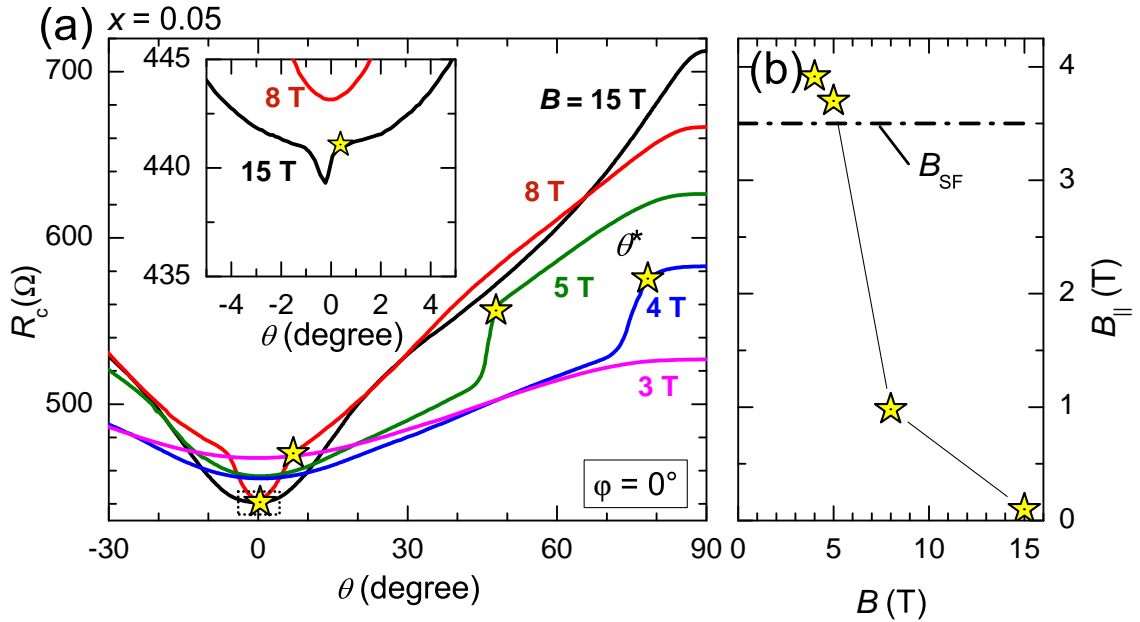 (a) x = 0.05
700
600
500
R_c (Ω)
445
440
435
8 T
15 T
-4 -2 0 2 4
θ (degree)
B = 15 T
8 T
θ*
5 T
4 T
3 T
φ = 0°
-30 0 30 60 90
θ (degree)
(b)
B_SF
4
3
2
1
0
B_∥ (T)
0 5 10 15
B (T)